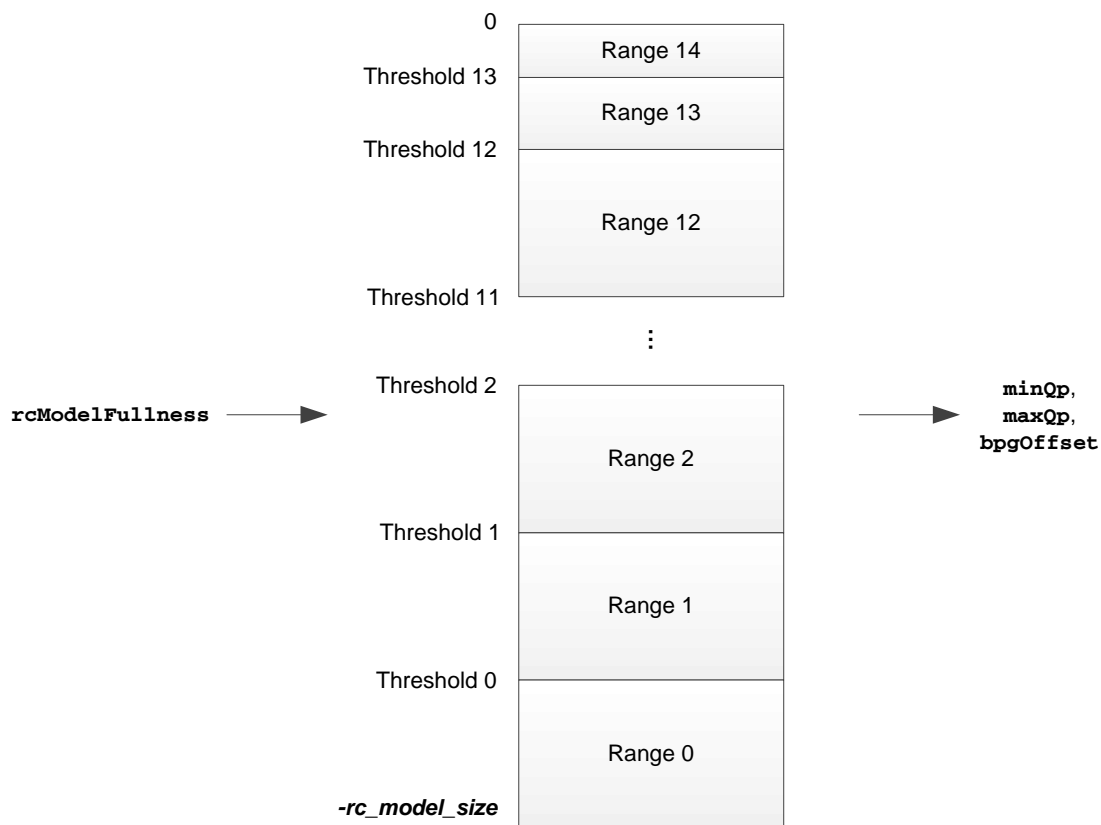 0
Range 14
Threshold 13
Range 13
Threshold 12
Range 12
Threshold 11
...
Threshold 2
rcModelFullness
minQp,
maxQp,
bpgOffset
Range 2
Threshold 1
Range 1
Threshold 0
Range 0
-rc_model_size